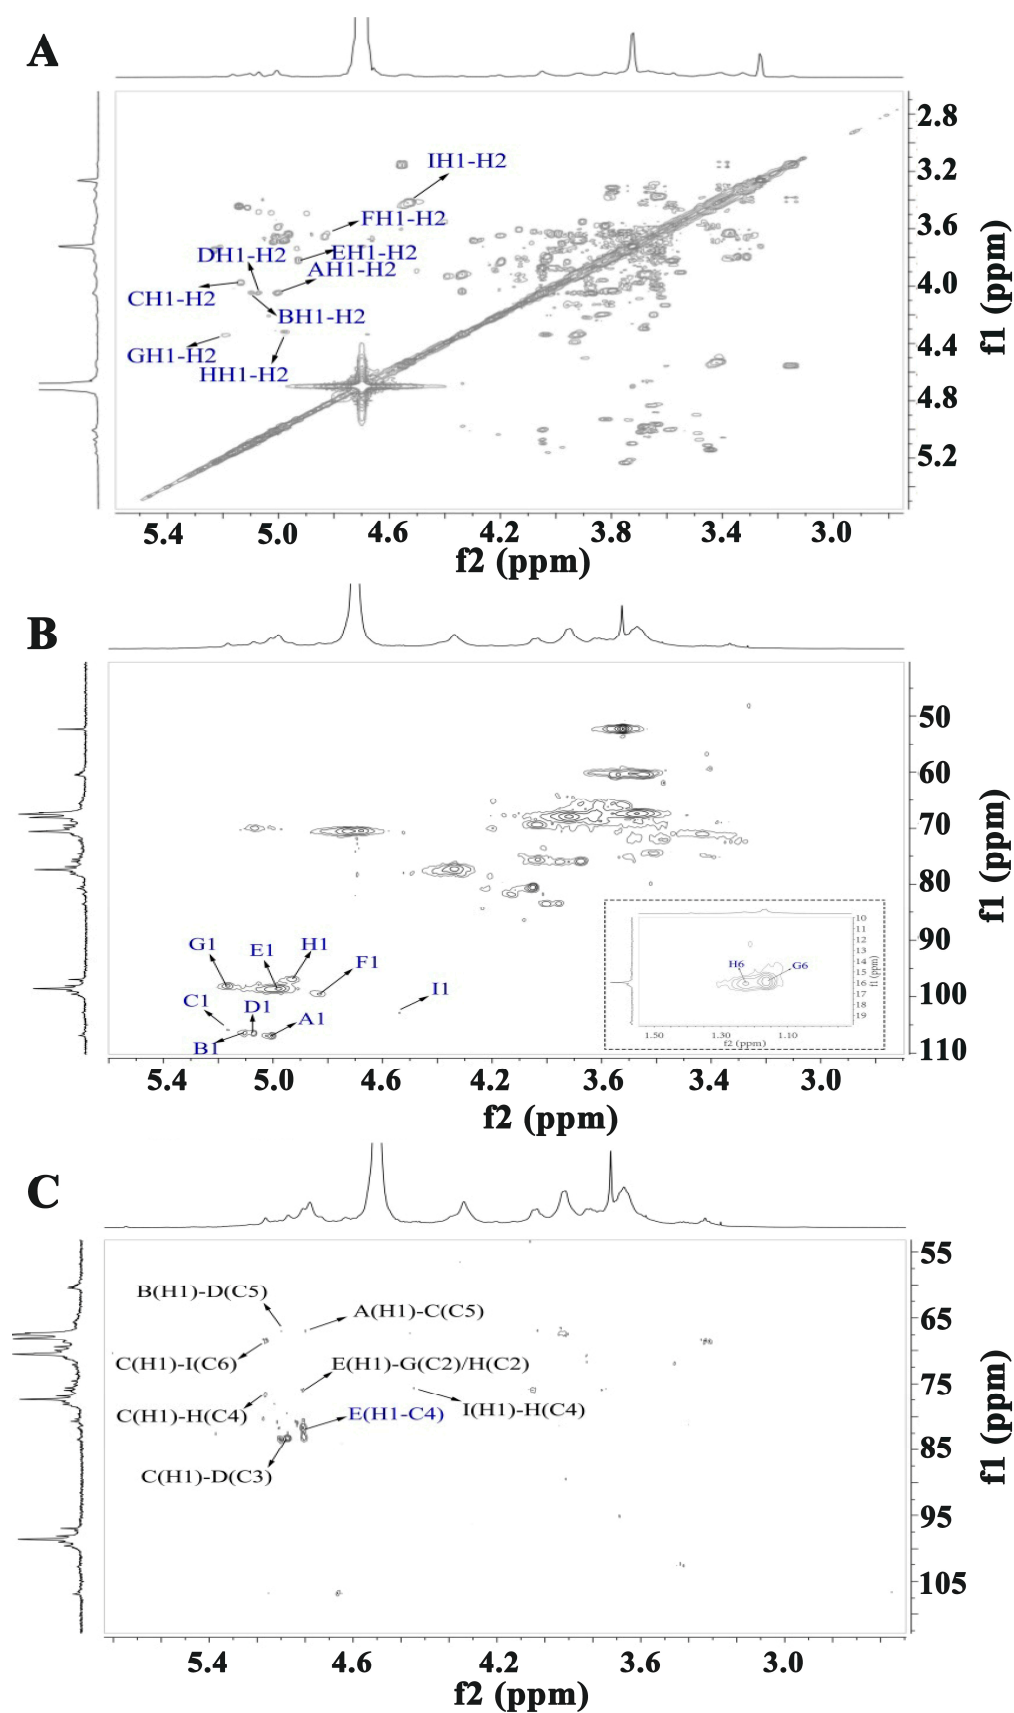 A
IH1-H2
FH1-H2
DH1-H2
EH1-H2
AH1-H2
CH1-H2
BH1-H2
GH1-H2
HH1-H2
2.8
3.2
3.6
4.0
4.4
4.8
5.2
f1 (ppm)
5.4 5.0 4.6 4.2 3.8 3.4 3.0
f2 (ppm)
B
G1
E1
H1
F1
C1
D1
I1
A1
B1
50
60
70
80
90
100
110
f1 (ppm)
H6
G6
10
11
12
13
14
15
16
17
18
19
f1 (ppm)
1.50 1.30 1.10
f2 (ppm)
5.4 5.0 4.6 4.2 3.6 3.4 3.0
f2 (ppm)
C
B(H1)-D(C5)
A(H1)-C(C5)
C(H1)-I(C6)
E(H1)-G(C2)/H(C2)
C(H1)-H(C4)
E(H1-C4)
I(H1)-H(C4)
C(H1)-D(C3)
55
65
75
85
95
105
f1 (ppm)
5.4 4.6 4.2 3.6 3.0
f2 (ppm)